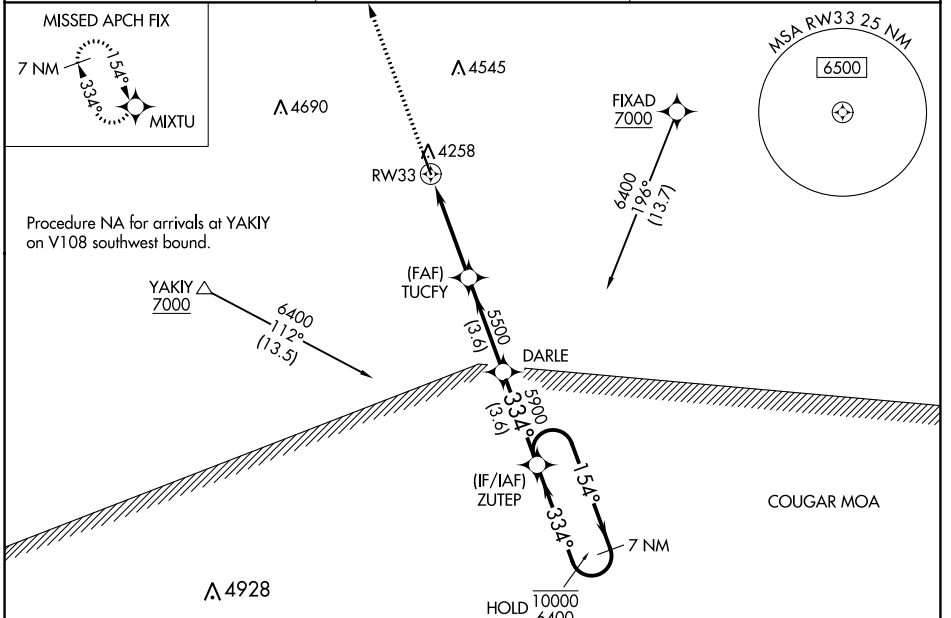 MISSED APCH FIX
7 NM
154°
334°
MIXTU
4545
4690
4258
RW33
FIXAD
7000
6400
196°
(13.7)
MSA RW33 25 NM
6500
Procedure NA for arrivals at YAKIY
on V108 southwest bound.
YAKIY
7000
6400
112°
(13.5)
(FAF)
TUCFY
5500
(3.6)
DARLE
5900
334°
(3.6)
(IF/IAF)
ZUTEP
154°
334°
7 NM
COUGAR MOA
4928
HOLD
10000
6400